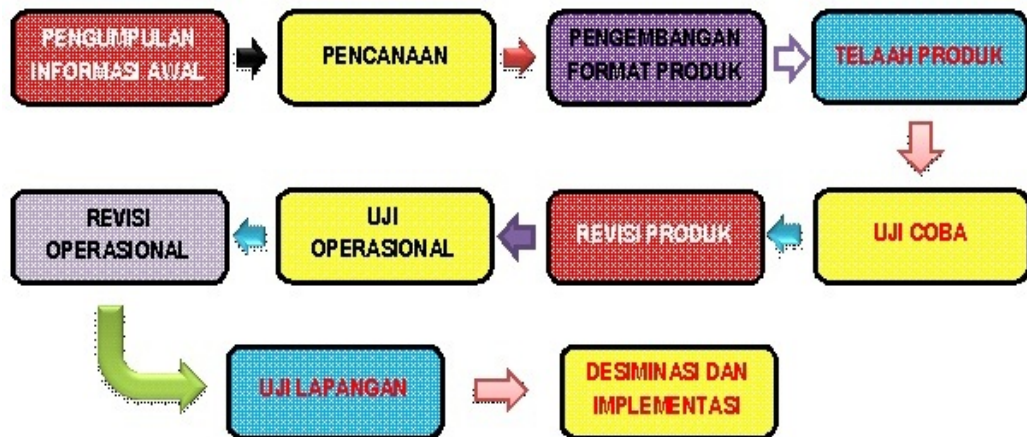 PENGUMPULAN
INFORMASI AWAL
PENCANAAN
PENGEMBANGAN
FORMAT PRODUK
TELAAH PRODUK
UJI COBA
REVISI PRODUK
UJI
OPERASIONAL
REVISI
OPERASIONAL
UJI LAPANGAN
DESIMINASI DAN
IMPLEMENTASI